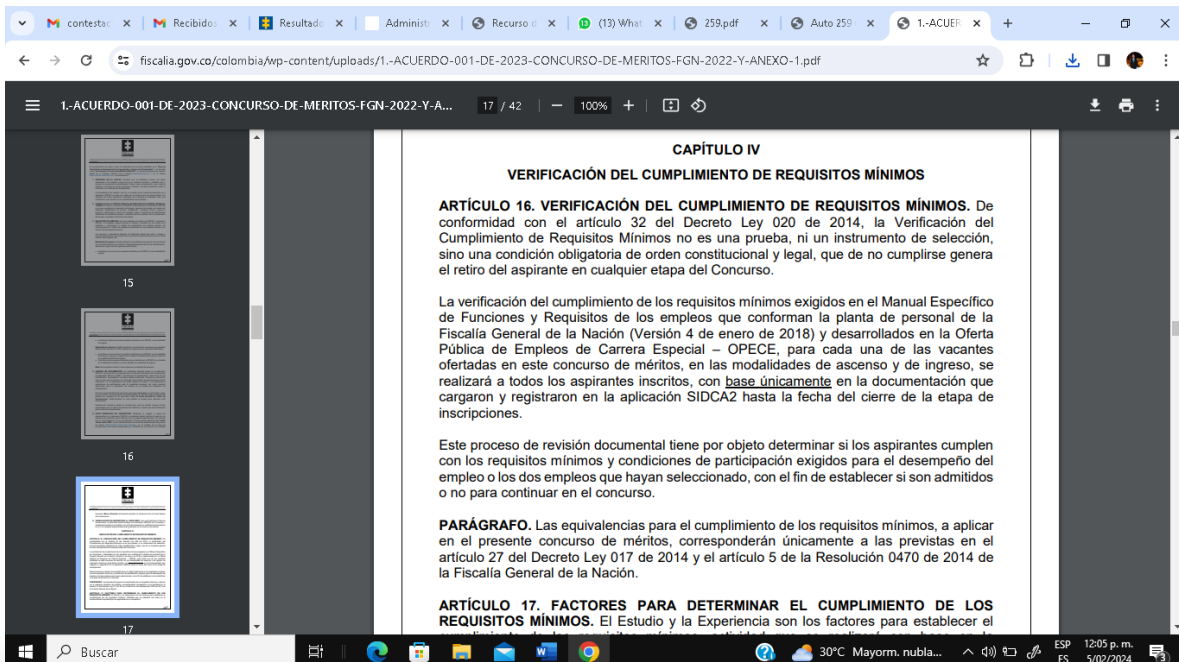 contestac
Recibidos
Resultado
Administr
Recurso d
(13) What
259.pdf
Auto 259
1.-ACUER
fiscalia.gov.co/colombia/wp-content/uploads/1.-ACUERDO-001-DE-2023-CONCURSO-DE-MERITOS-FGN-2022-Y-ANEXO-1.pdf
1.-ACUERDO-001-DE-2023-CONCURSO-DE-MERITOS-FGN-2022-Y-A...
17 / 42
100%
15
16
17
CAPÍTULO IV
VERIFICACIÓN DEL CUMPLIMIENTO DE REQUISITOS MÍNIMOS
ARTÍCULO 16. VERIFICACIÓN DEL CUMPLIMIENTO DE REQUISITOS MÍNIMOS. De
conformidad con el artículo 32 del Decreto Ley 020 de 2014, la Verificación del
Cumplimiento de Requisitos Mínimos no es una prueba, ni un instrumento de selección,
sino una condición obligatoria de orden constitucional y legal, que de no cumplirse genera
el retiro del aspirante en cualquier etapa del Concurso.
La verificación del cumplimiento de los requisitos mínimos exigidos en el Manual Específico
de Funciones y Requisitos de los empleos que conforman la planta de personal de la
Fiscalía General de la Nación (Versión 4 de enero de 2018) y desarrollados en la Oferta
Pública de Empleos de Carrera Especial – OPECE, para cada una de las vacantes
ofertadas en este concurso de méritos, en las modalidades de ascenso y de ingreso, se
realizará a todos los aspirantes inscritos, con base únicamente en la documentación que
cargaron y registraron en la aplicación SIDCA2 hasta la fecha del cierre de la etapa de
inscripciones.
Este proceso de revisión documental tiene por objeto determinar si los aspirantes cumplen
con los requisitos mínimos y condiciones de participación exigidos para el desempeño del
empleo o los dos empleos que hayan seleccionado, con el fin de establecer si son admitidos
o no para continuar en el concurso.
PARÁGRAFO. Las equivalencias para el cumplimiento de los requisitos mínimos, a aplicar
en el presente concurso de méritos, corresponderán únicamente a las previstas en el
artículo 27 del Decreto Ley 017 de 2014 y el artículo 5 de la Resolución 0470 de 2014 de
la Fiscalía General de la Nación.
ARTÍCULO 17. FACTORES PARA DETERMINAR EL CUMPLIMIENTO DE LOS
REQUISITOS MÍNIMOS. El Estudio y la Experiencia son los factores para establecer el
Buscar
30°C Mayorm. nubla...
ESP
ES
12:05 p. m.
5/02/2024
3